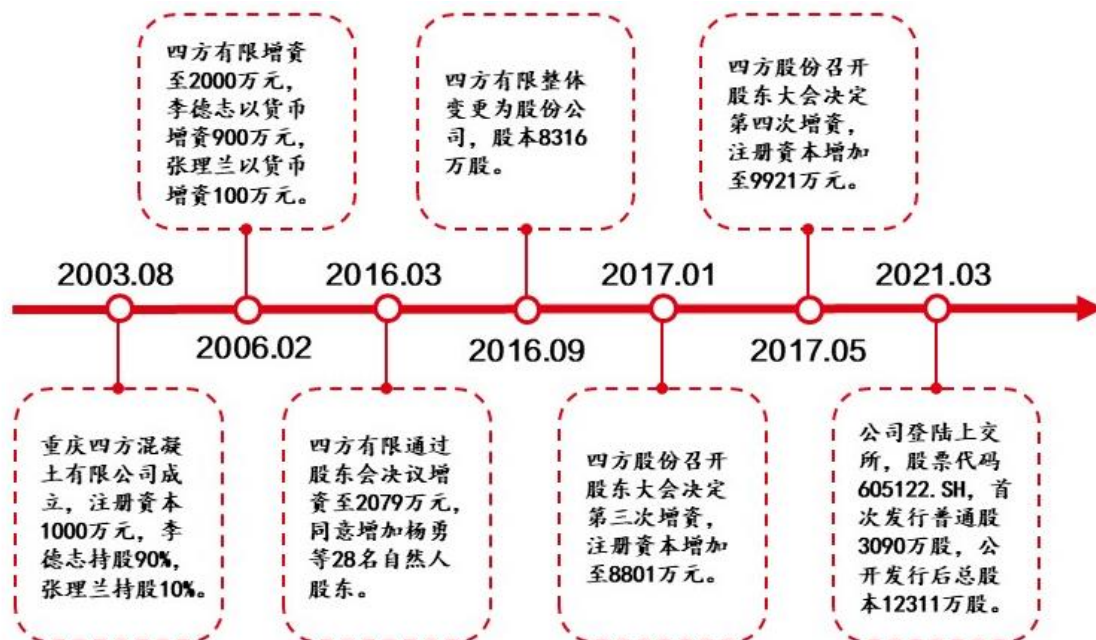 四方有限增资
至2000万元，
李德志以货币
增资900万元，
张理兰以货币
增资100万元。
四方有限整体
变更为股份公
司，股本8316
万股。
四方股份召开
股东大会决定
第四次增资，
注册资本增加
至9921万元。
2003.08
2016.03
2017.01
2021.03
2006.02
2016.09
2017.05
重庆四方混凝
土有限公司成
立，注册资本
1000万元，李
德志持股90%，
张理兰持股10%。
四方有限通过
股东会决议增
资至2079万元，
同意增加杨勇
等28名自然人
股东。
四方股份召开
股东大会决定
第三次增资，
注册资本增加
至8801万元。
公司登陆上交
所，股票代码
605122.SH，首
次发行普通股
3090万股，公
开发行后总股
本12311万股。